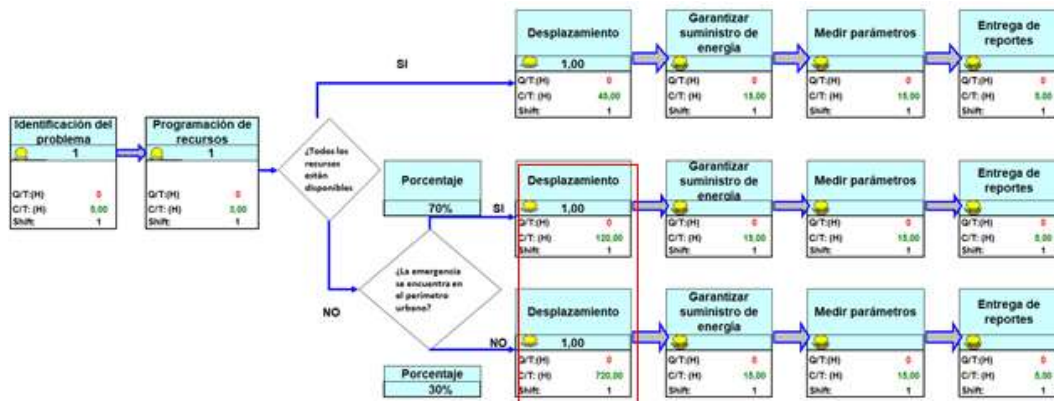 Desplazamiento
1,00
Q/T:(H) 0
C/T: (H) 45,00
Shift: 1
Garantizar
suministro de
energía
Q/T:(H) 0
C/T: (H) 15,00
Shift: 1
Medir parámetros
Q/T:(H) 0
C/T: (H) 15,00
Shift: 1
Entrega de
reportes
Q/T:(H) 0
C/T: (H) 5,00
Shift: 1
SI
Identificación del
problema
1
Q/T:(H) 0
C/T: (H) 5,00
Shift: 1
Programación de
recursos
1
Q/T:(H) 0
C/T: (H) 3,00
Shift: 1
¿Todos los
recursos
están
disponibles
Porcentaje
70%
SI
Desplazamiento
1,00
Q/T:(H) 0
C/T: (H) 120,00
Shift: 1
Garantizar
suministro de
energía
Q/T:(H) 0
C/T: (H) 15,00
Shift: 1
Medir parámetros
Q/T:(H) 0
C/T: (H) 15,00
Shift: 1
Entrega de
reportes
Q/T:(H) 0
C/T: (H) 5,00
Shift: 1
¿La emergencia
se encuentra en
el perímetro
urbano?
NO
NO
Porcentaje
30%
Desplazamiento
1,00
Q/T:(H) 0
C/T: (H) 720,00
Shift: 1
Garantizar
suministro de
energía
Q/T:(H) 0
C/T: (H) 15,00
Shift: 1
Medir parámetros
Q/T:(H) 0
C/T: (H) 15,00
Shift: 1
Entrega de
reportes
Q/T:(H) 0
C/T: (H) 5,00
Shift: 1